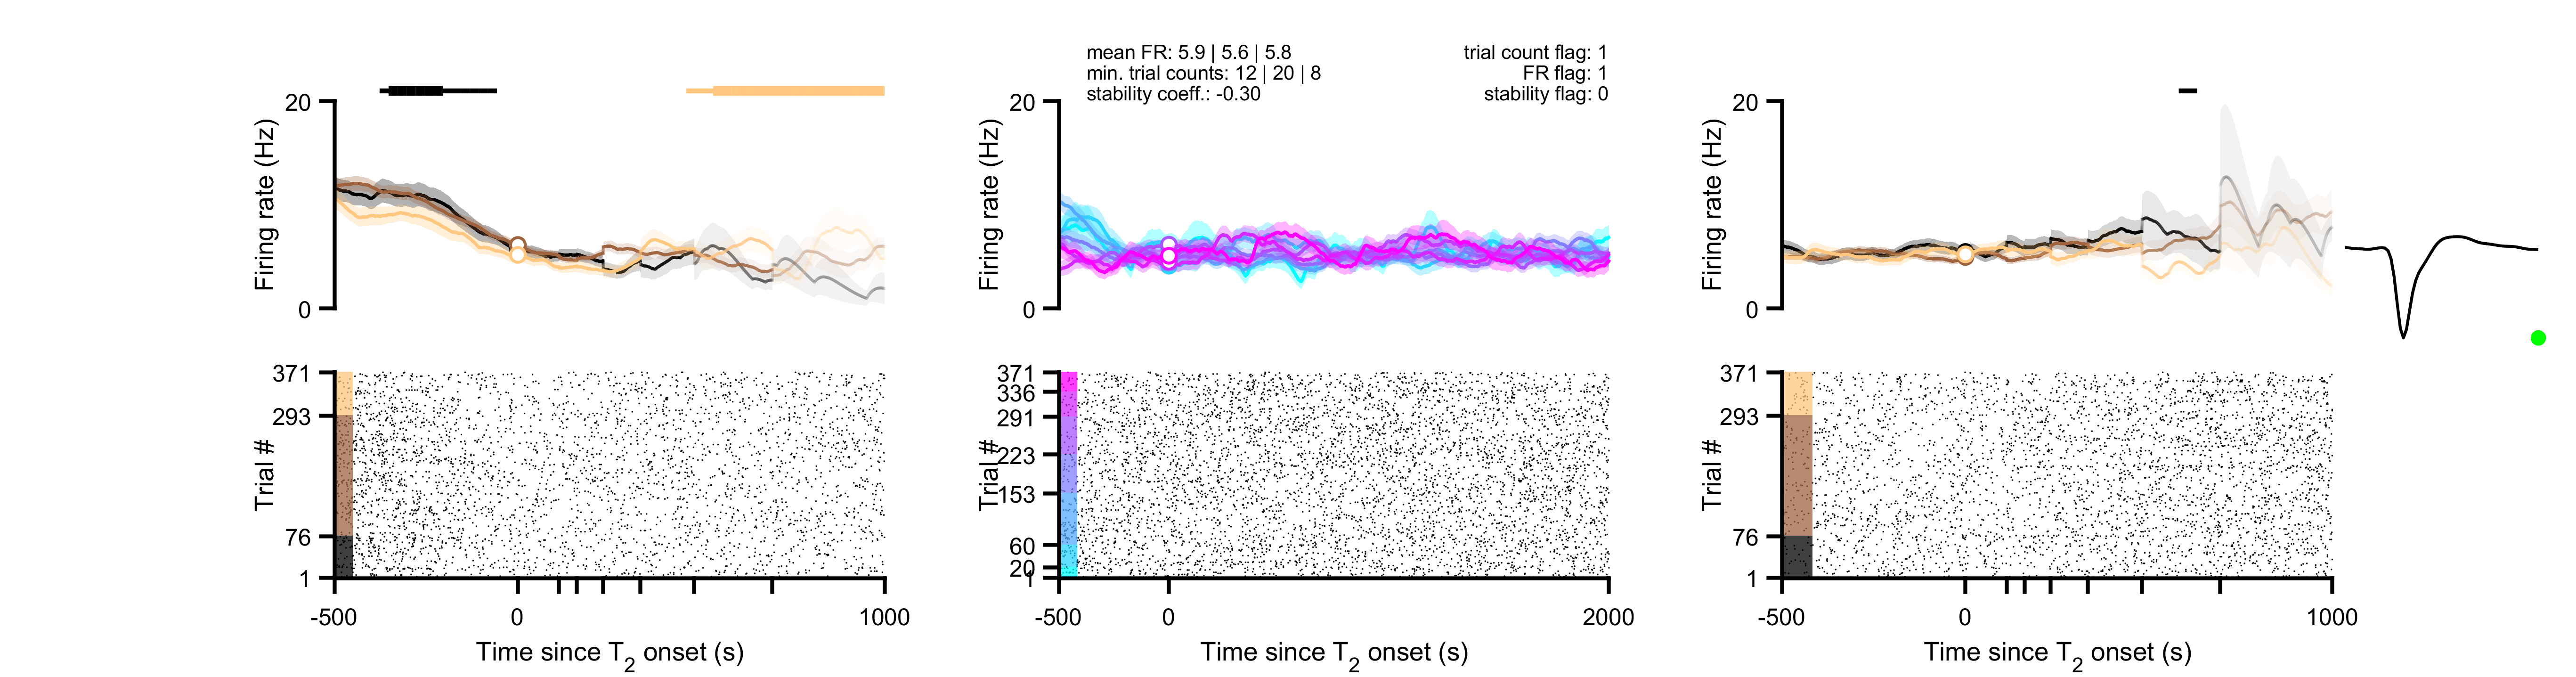 mean FR: 5.9 | 5.6 | 5.8
min. trial counts: 12 | 20 | 8
stability coeff.: -0.30
trial count flag: 1
FR flag: 1
stability flag: 0
20
Firing rate (Hz)
0
20
Firing rate (Hz)
0
20
Firing rate (Hz)
0
371
293
Trial #
76
1
-500
0
1000
Time since T2 onset (s)
371
336
291
223
Trial #
153
60
20
1
-500
0
2000
Time since T2 onset (s)
371
293
Trial #
76
1
-500
0
1000
Time since T2 onset (s)